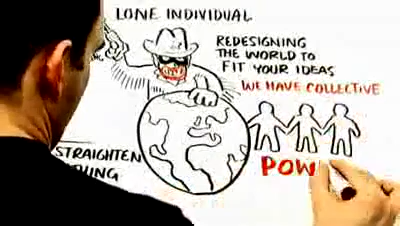 LONE INDIVIDUAL
REDESIGNING
THE WORLD TO
FIT YOUR IDEAS
WE HAVE COLLECTIVE
STRAIGHTEN
POW